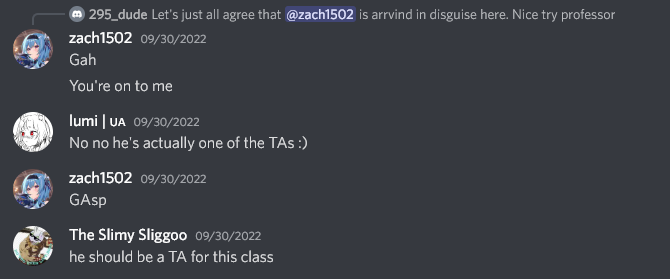 295_dude Let's just all agree that @zach1502 is arrvind in disguise here. Nice try professor
zach1502 09/30/2022
Gah
You're on to me
lumi | UA 09/30/2022
No no he's actually one of the TAs :)
zach1502 09/30/2022
GAsp
The Slimy Sliggoo 09/30/2022
he should be a TA for this class